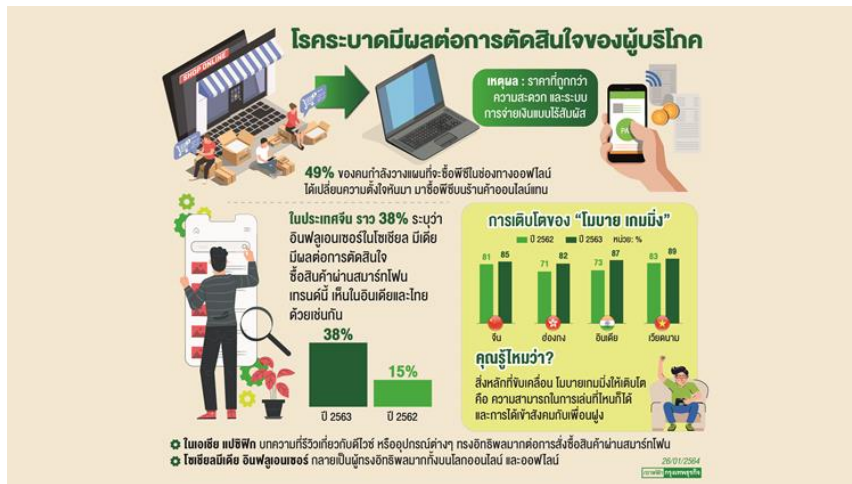 โรคระบาดมีผลต่อการตัดสินใจของผู้บริโภค
SHOP ONLINE
เหตุผล : ราคาที่ถูกกว่า
ความสะดวก และระบบ
การจ่ายเงินแบบไร้สัมผัส
PAY
49% ของคนกำลังวางแผนที่จะซื้อพีซีในช่องทางออฟไลน์
ได้เปลี่ยนความตั้งใจหันมา มาซื้อพีซีบนร้านค้าออนไลน์แทน
ในประเทศจีน ราว 38% ระบุว่า
อินฟลูเอนเซอร์ในโซเชียล มีเดีย
มีผลต่อการตัดสินใจ
ซื้อสินค้าผ่านสมาร์ทโฟน
เทรนด์นี้ เห็นในอินเดียและไทย
ด้วยเช่นกัน
38%
15%
ปี 2563 ปี 2562
การเติบโตของ “โมบาย เกมมิ่ง”
ปี 2562 ปี 2563 หน่วย: %
81 85 71 82 73 87 83 89
จีน ฮ่องกง อินเดีย เวียดนาม
คุณรู้ไหมว่า?
สิ่งหลักที่ขับเคลื่อน โมบายเกมมิ่งให้เติบโต
คือ ความสามารถในการเล่นที่ไหนก็ได้
และการได้เข้าสังคมกับเพื่อนฝูง
ในเอเชีย แปซิฟิก บทความที่รีวิวเกี่ยวกับดีไวซ์ หรืออุปกรณ์ต่างๆ ทรงอิทธิพลมากต่อการสั่งซื้อสินค้าผ่านสมาร์ทโฟน
โซเชียลมีเดีย อินฟลูเอนเซอร์ กลายเป็นผู้ทรงอิทธิพลมากทั้งบนโลกออนไลน์ และออฟไลน์
26/01/2564
กราฟฟิก กรุงเทพธุรกิจ